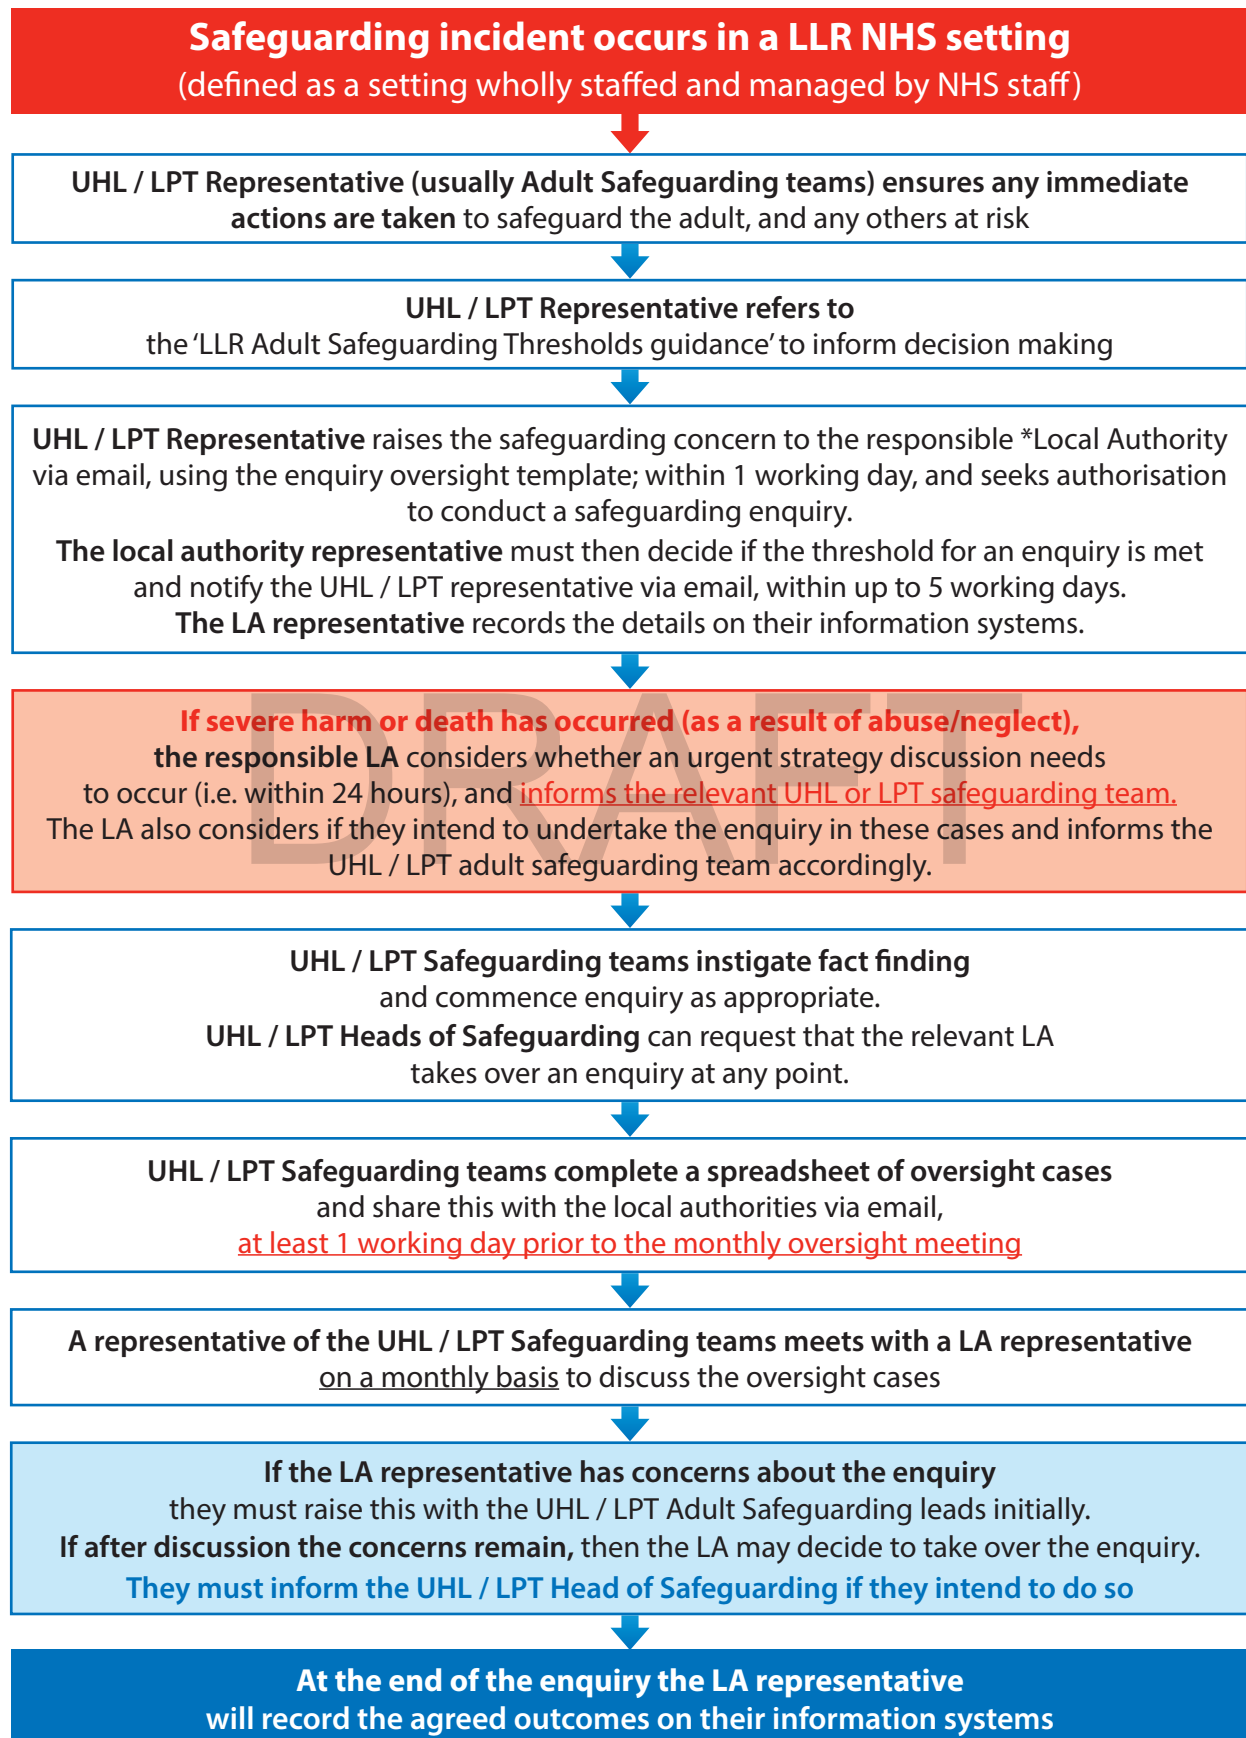 Safeguarding incident occurs in a LLR NHS setting
(defined as a setting wholly staffed and managed by NHS staff)
UHL / LPT Representative (usually Adult Safeguarding teams) ensures any immediate
actions are taken to safeguard the adult, and any others at risk
UHL / LPT Representative refers to
the ‘LLR Adult Safeguarding Thresholds guidance’ to inform decision making
UHL / LPT Representative raises the safeguarding concern to the responsible *Local Authority
via email, using the enquiry oversight template; within 1 working day, and seeks authorisation
to conduct a safeguarding enquiry.
The local authority representative must then decide if the threshold for an enquiry is met
and notify the UHL / LPT representative via email, within up to 5 working days.
The LA representative records the details on their information systems.
DRAFT
If severe harm or death has occurred (as a result of abuse/neglect),
the responsible LA considers whether an urgent strategy discussion needs
to occur (i.e. within 24 hours), and informs the relevant UHL or LPT safeguarding team.
The LA also considers if they intend to undertake the enquiry in these cases and informs the
UHL / LPT adult safeguarding team accordingly.
UHL / LPT Safeguarding teams instigate fact finding
and commence enquiry as appropriate.
UHL / LPT Heads of Safeguarding can request that the relevant LA
takes over an enquiry at any point.
UHL / LPT Safeguarding teams complete a spreadsheet of oversight cases
and share this with the local authorities via email,
at least 1 working day prior to the monthly oversight meeting
A representative of the UHL / LPT Safeguarding teams meets with a LA representative
on a monthly basis to discuss the oversight cases
If the LA representative has concerns about the enquiry
they must raise this with the UHL / LPT Adult Safeguarding leads initially.
If after discussion the concerns remain, then the LA may decide to take over the enquiry.
They must inform the UHL / LPT Head of Safeguarding if they intend to do so
At the end of the enquiry the LA representative
will record the agreed outcomes on their information systems